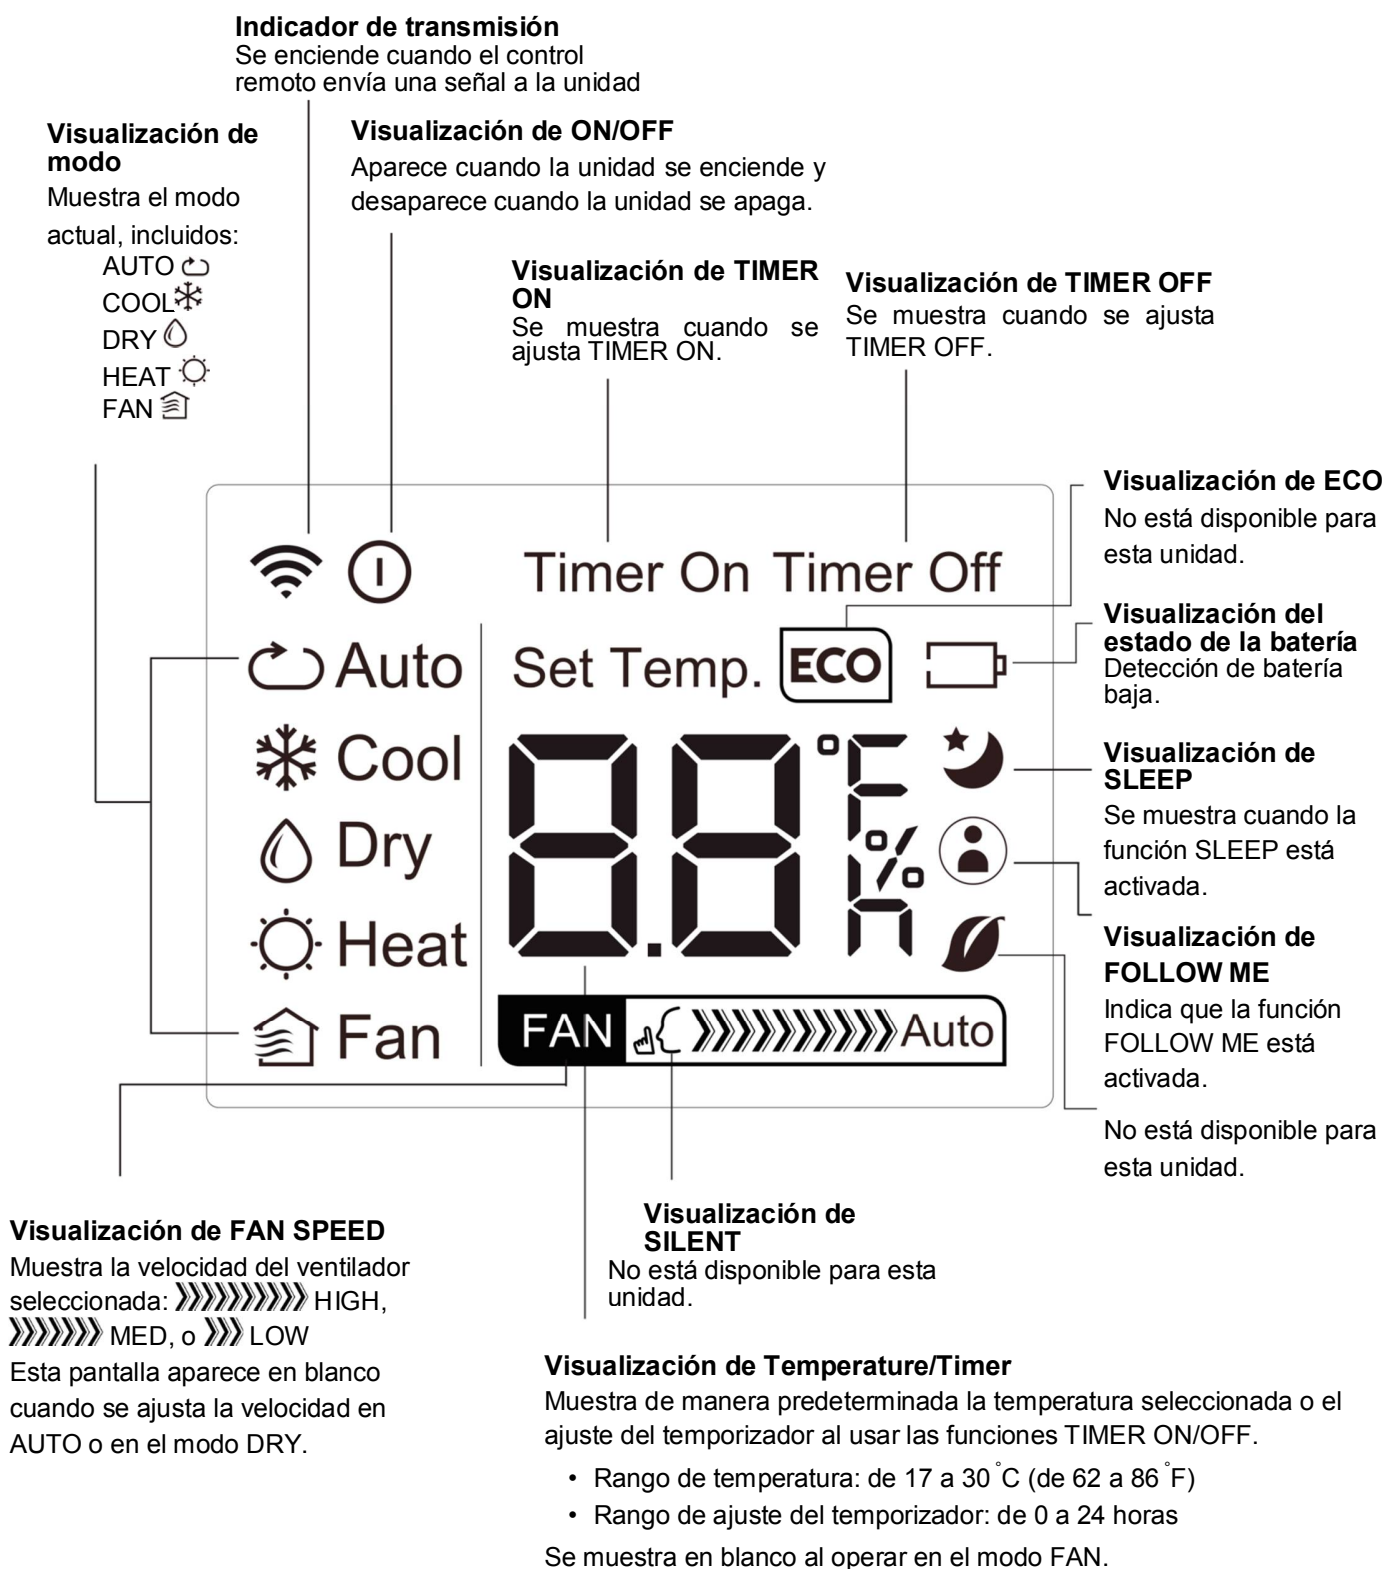 Indicador de transmisión
Se enciende cuando el control
remoto envía una señal a la unidad
Visualización de
modo
Muestra el modo
actual, incluidos:
AUTO
COOL
DRY
HEAT
FAN
Visualización de ON/OFF
Aparece cuando la unidad se enciende y
desaparece cuando la unidad se apaga.
Visualización de TIMER
ON
Se muestra cuando se
ajusta TIMER ON.
Visualización de TIMER OFF
Se muestra cuando se ajusta
TIMER OFF.
Timer On Timer Off
Auto
Cool
Dry
Heat
Fan
Set Temp. ECO
8.8 °F
%
h
FAN Auto
Visualización de ECO
No está disponible para
esta unidad.
Visualización del
estado de la batería
Detección de batería
baja.
Visualización de
SLEEP
Se muestra cuando la
función SLEEP está
activada.
Visualización de
FOLLOW ME
Indica que la función
FOLLOW ME está
activada.
No está disponible para
esta unidad.
Visualización de FAN SPEED
Muestra la velocidad del ventilador
seleccionada: HIGH,
MED, o LOW
Esta pantalla aparece en blanco
cuando se ajusta la velocidad en
AUTO o en el modo DRY.
Visualización de
SILENT
No está disponible para esta
unidad.
Visualización de Temperature/Timer
Muestra de manera predeterminada la temperatura seleccionada o el
ajuste del temporizador al usar las funciones TIMER ON/OFF.
• Rango de temperatura: de 17 a 30 °C (de 62 a 86 °F)
• Rango de ajuste del temporizador: de 0 a 24 horas
Se muestra en blanco al operar en el modo FAN.